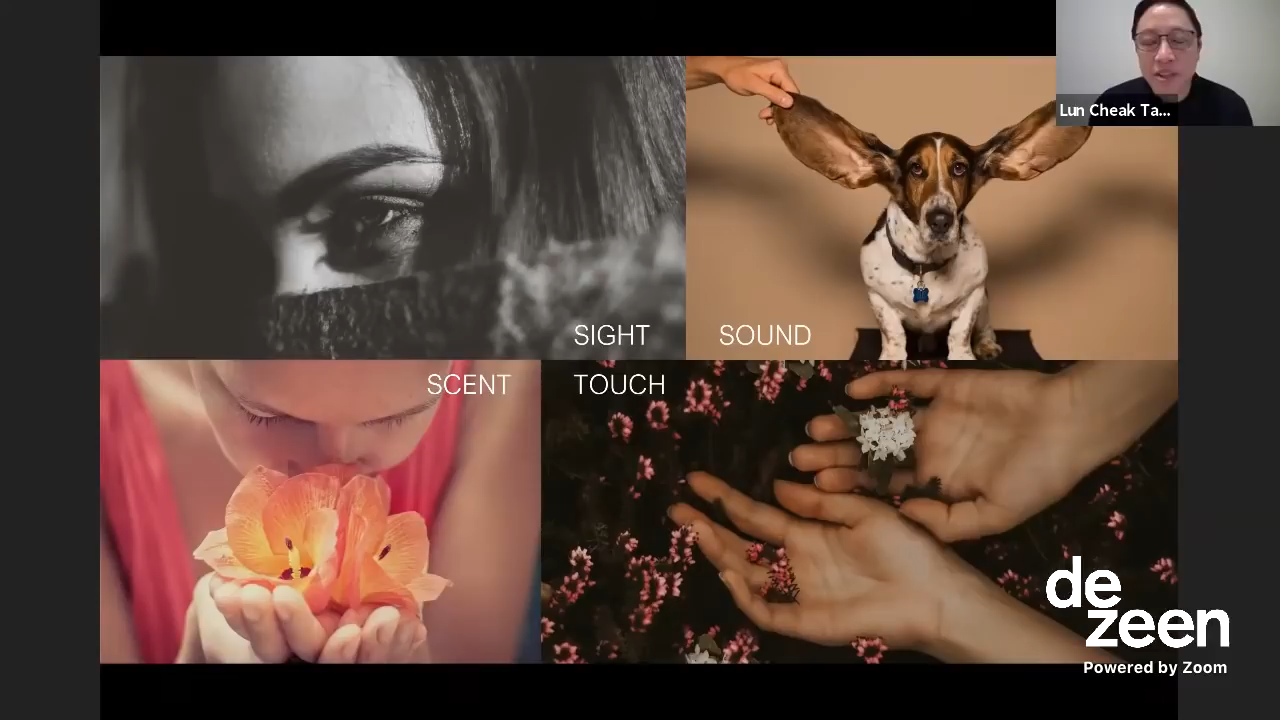 Lun Cheak Ta...
SIGHT
SOUND
SCENT
TOUCH
de
zeen
Powered by Zoom